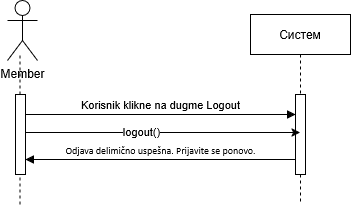 Систем
Member
Korisnik klikne na dugme Logout
logout()
Odjava delimično uspešna. Prijavite se ponovo.